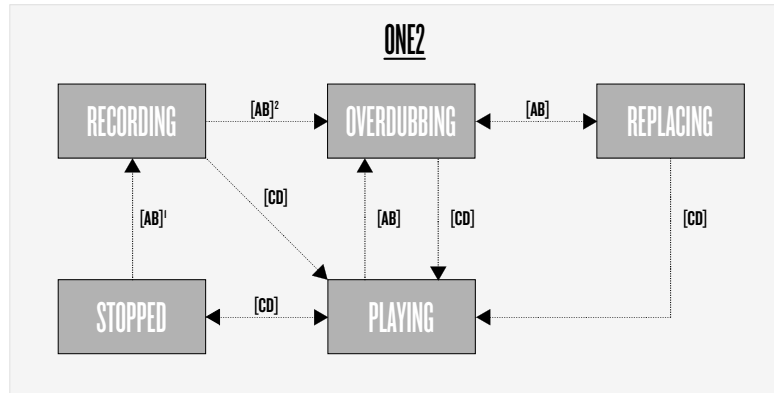 ONE2
RECORDING
[AB]²
OVERDUBBING
[AB]
REPLACING
[CD]
[AB]¹
[AB]
[CD]
[CD]
STOPPED
[CD]
PLAYING